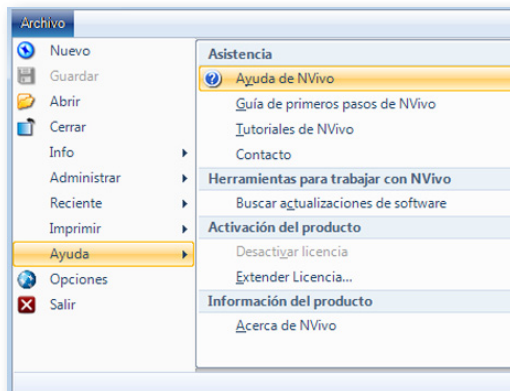 Archivo
Nuevo
Guardar
Abrir
Cerrar
Info
Administrar
Reciente
Imprimir
Ayuda
Opciones
Salir
Asistencia
Ayuda de NVivo
Guía de primeros pasos de NVivo
Tutoriales de NVivo
Contacto
Herramientas para trabajar con NVivo
Buscar actualizaciones de software
Activación del producto
Desactivar licencia
Extender Licencia...
Información del producto
Acerca de NVivo